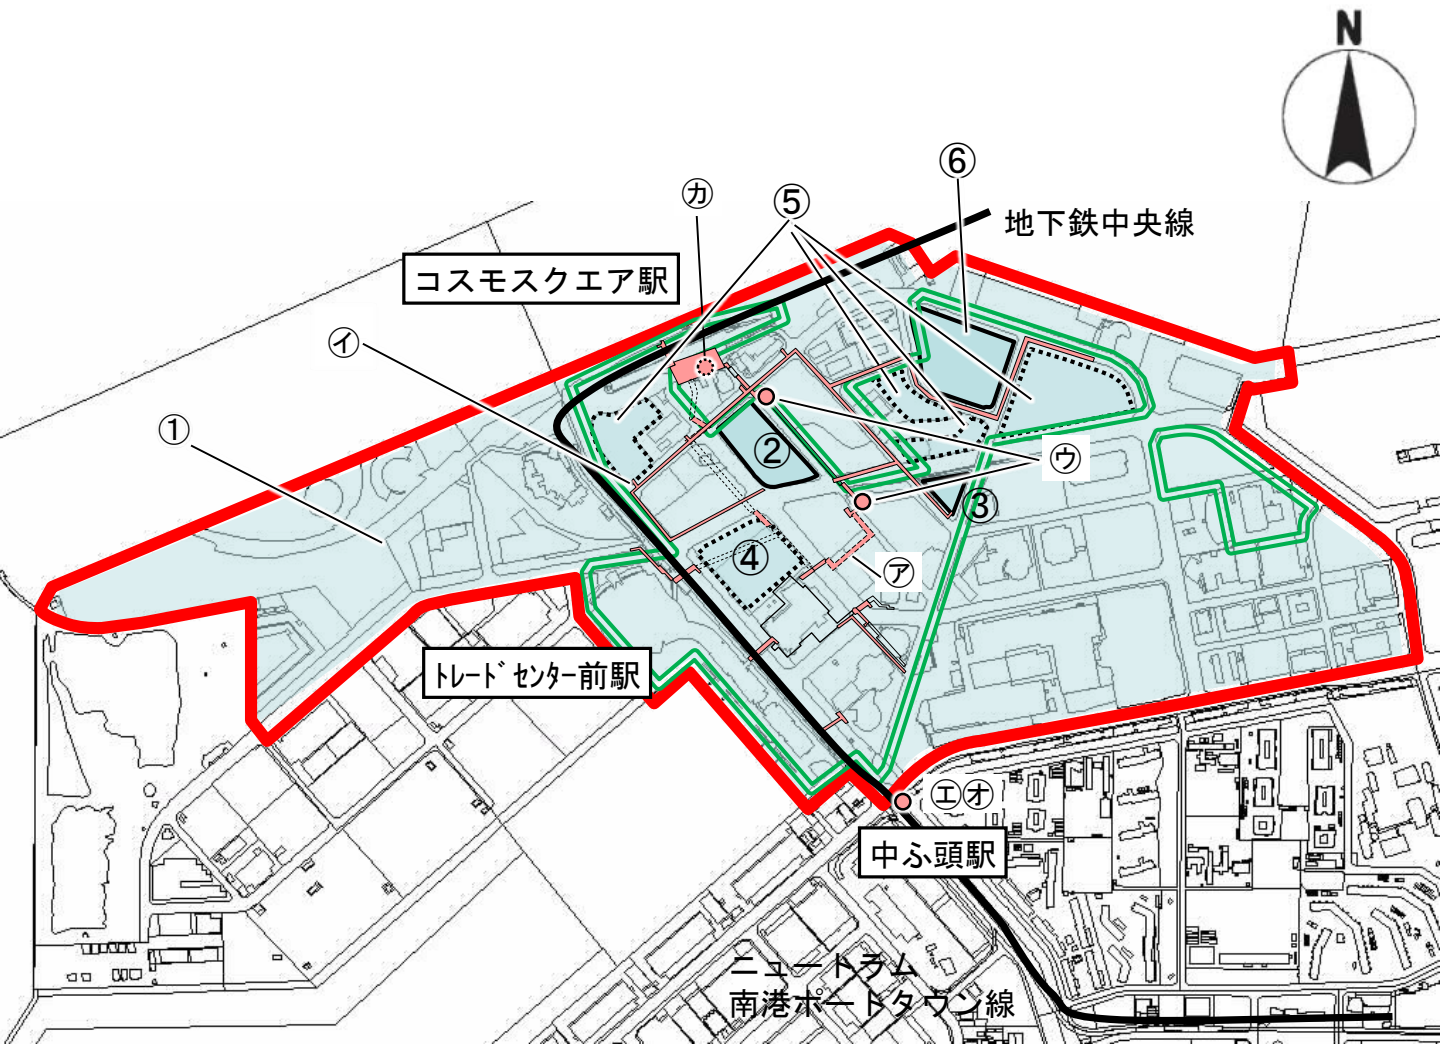 N
⑥
㋕
⑤
地下鉄中央線
コスモスクエア駅
㋑
①
②
㋒
③
④
㋐
トレードセンター前駅
㋓㋔
中ふ頭駅
ニュートラム
南港ポートタウン線